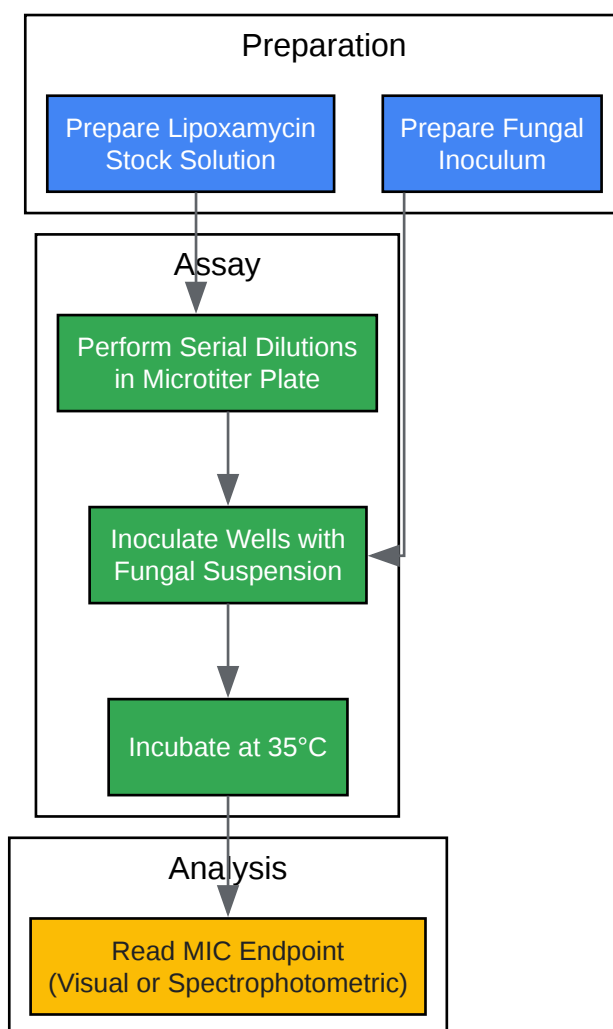 Preparation
Prepare Lipoxamycin
Stock Solution
Prepare Fungal
Inoculum
Assay
Perform Serial Dilutions
in Microtiter Plate
Inoculate Wells with
Fungal Suspension
Incubate at 35°C
Analysis
Read MIC Endpoint
(Visual or Spectrophotometric)